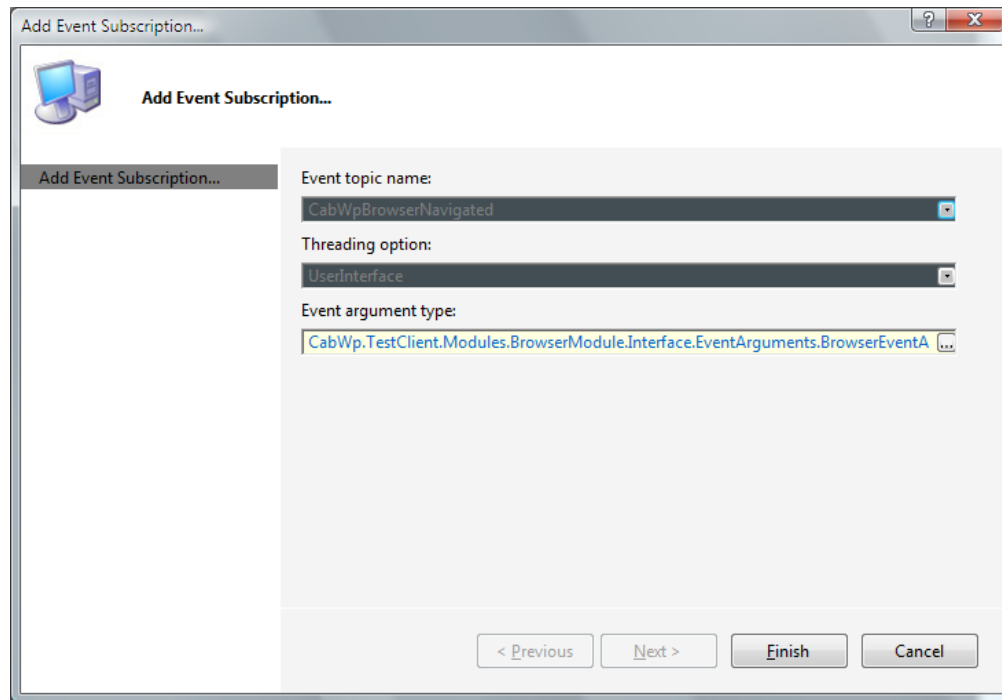 Add Event Subscription...
Add Event Subscription...
Add Event Subscription...
Event topic name:
CabWpBrowserNavigated
Threading option:
UserInterface
Event argument type:
CabWp.TestClient.Modules.BrowserModule.Interface.EventArguments.BrowserEventA ...
< Previous Next > Finish Cancel